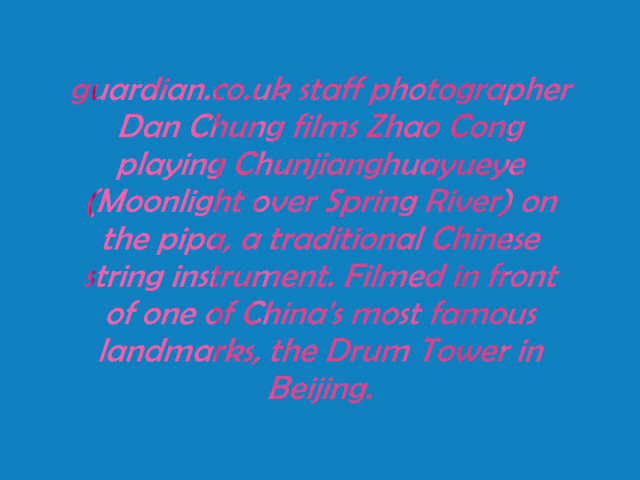 guardian.co.uk staff photographer
Dan Chung films Zhao Cong
playing Chunjianghuayueye
(Moonlight over Spring River) on
the pipa, a traditional Chinese
string instrument. Filmed in front
of one of China's most famous
landmarks, the Drum Tower in
Beijing.